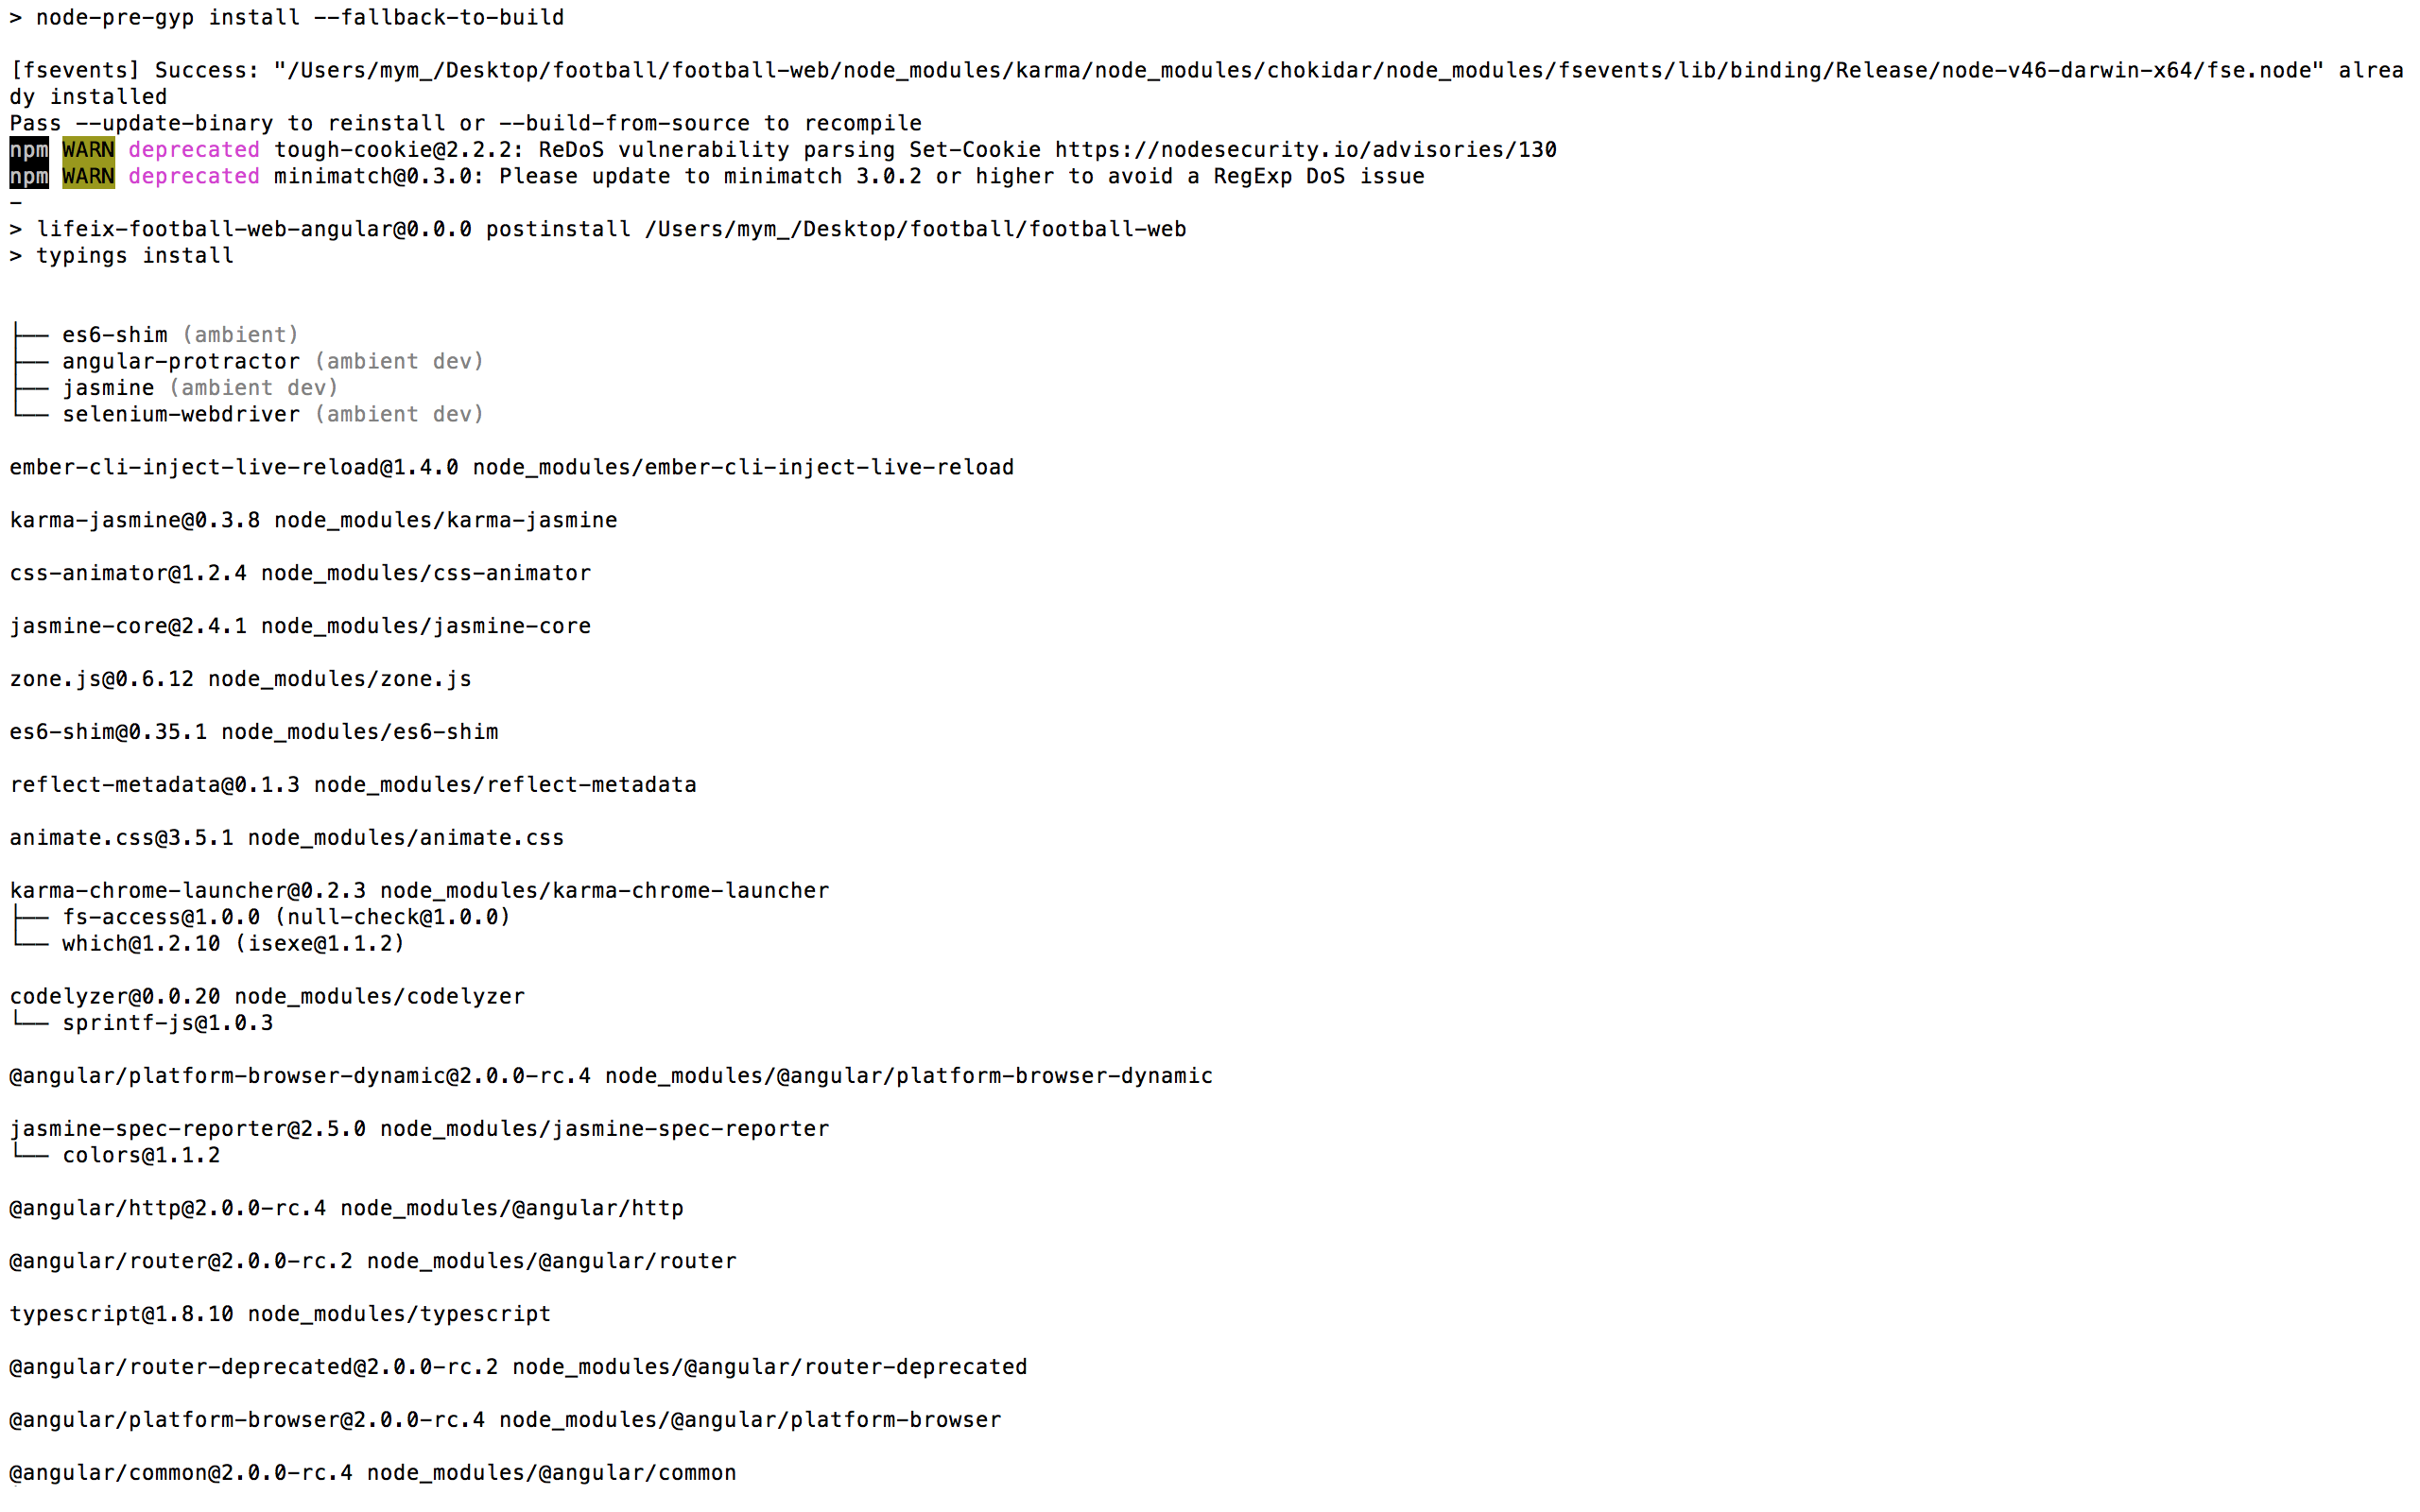 > node-pre-gyp install --fallback-to-build
[fsevents] Success: "/Users/mym_/Desktop/football/football-web/node_modules/karma/node_modules/chokidar/node_modules/fsevents/lib/binding/Release/node-v46-darwin-x64/fse.node" alrea
dy installed
Pass --update-binary to reinstall or --build-from-source to recompile
npm WARN deprecated tough-cookie@2.2.2: ReDoS vulnerability parsing Set-Cookie https://nodesecurity.io/advisories/130
npm WARN deprecated minimatch@0.3.0: Please update to minimatch 3.0.2 or higher to avoid a RegExp DoS issue
-
> lifeix-football-web-angular@0.0.0 postinstall /Users/mym_/Desktop/football/football-web
> typings install
├── es6-shim (ambient)
├── angular-protractor (ambient dev)
├── jasmine (ambient dev)
└── selenium-webdriver (ambient dev)
ember-cli-inject-live-reload@1.4.0 node_modules/ember-cli-inject-live-reload
karma-jasmine@0.3.8 node_modules/karma-jasmine
css-animator@1.2.4 node_modules/css-animator
jasmine-core@2.4.1 node_modules/jasmine-core
zone.js@0.6.12 node_modules/zone.js
es6-shim@0.35.1 node_modules/es6-shim
reflect-metadata@0.1.3 node_modules/reflect-metadata
animate.css@3.5.1 node_modules/animate.css
karma-chrome-launcher@0.2.3 node_modules/karma-chrome-launcher
├── fs-access@1.0.0 (null-check@1.0.0)
└── which@1.2.10 (isexe@1.1.2)
codelyzer@0.0.20 node_modules/codelyzer
└── sprintf-js@1.0.3
@angular/platform-browser-dynamic@2.0.0-rc.4 node_modules/@angular/platform-browser-dynamic
jasmine-spec-reporter@2.5.0 node_modules/jasmine-spec-reporter
└── colors@1.1.2
@angular/http@2.0.0-rc.4 node_modules/@angular/http
@angular/router@2.0.0-rc.2 node_modules/@angular/router
typescript@1.8.10 node_modules/typescript
@angular/router-deprecated@2.0.0-rc.2 node_modules/@angular/router-deprecated
@angular/platform-browser@2.0.0-rc.4 node_modules/@angular/platform-browser
@angular/common@2.0.0-rc.4 node_modules/@angular/common